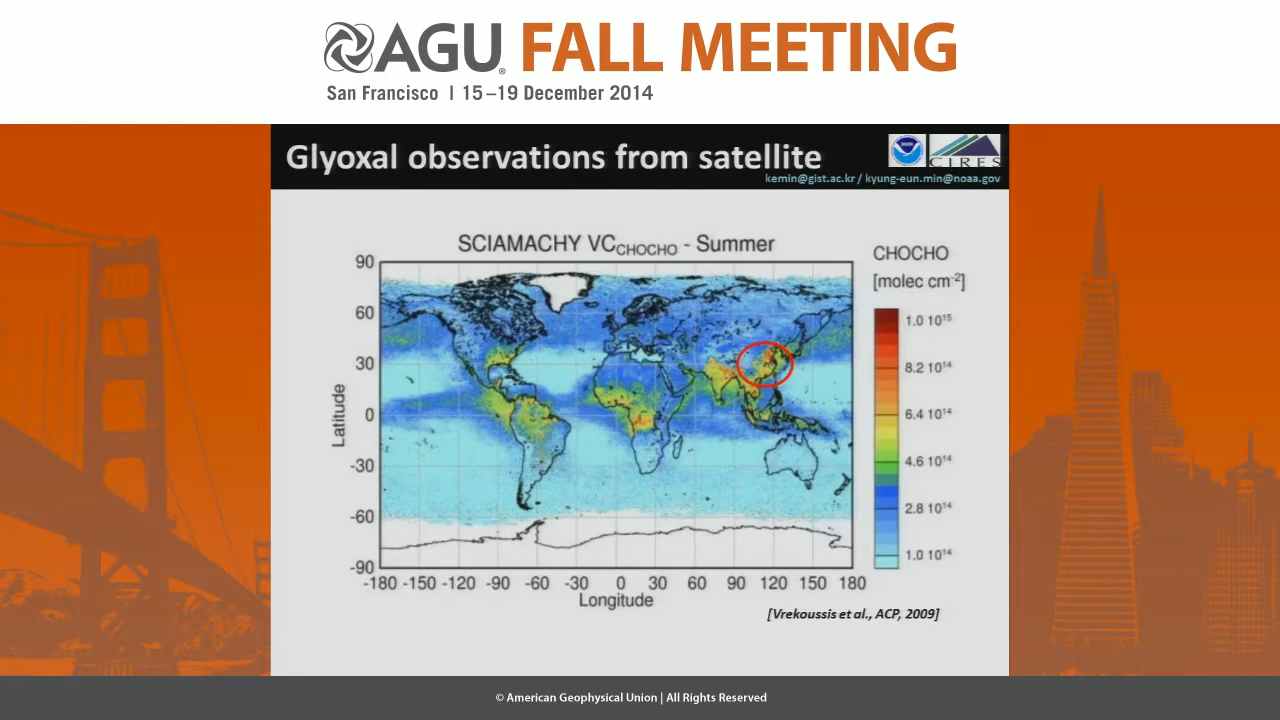 AGU® FALL MEETING
San Francisco | 15–19 December 2014
Glyoxal observations from satellite
CIRES
kemin@gist.ac.kr / kyung-eun.min@noaa.gov
SCIAMACHY VC_CHOCHO - Summer
CHOCHO
[molec cm⁻²]
90
60
30
0
-30
-60
-90
Latitude
-180 -150 -120 -90 -60 -30 0 30 60 90 120 150 180
Longitude
1.0 10¹⁵
8.2 10¹⁴
6.4 10¹⁴
4.6 10¹⁴
2.8 10¹⁴
1.0 10¹⁴
[Vrekoussis et al., ACP, 2009]
© American Geophysical Union | All Rights Reserved